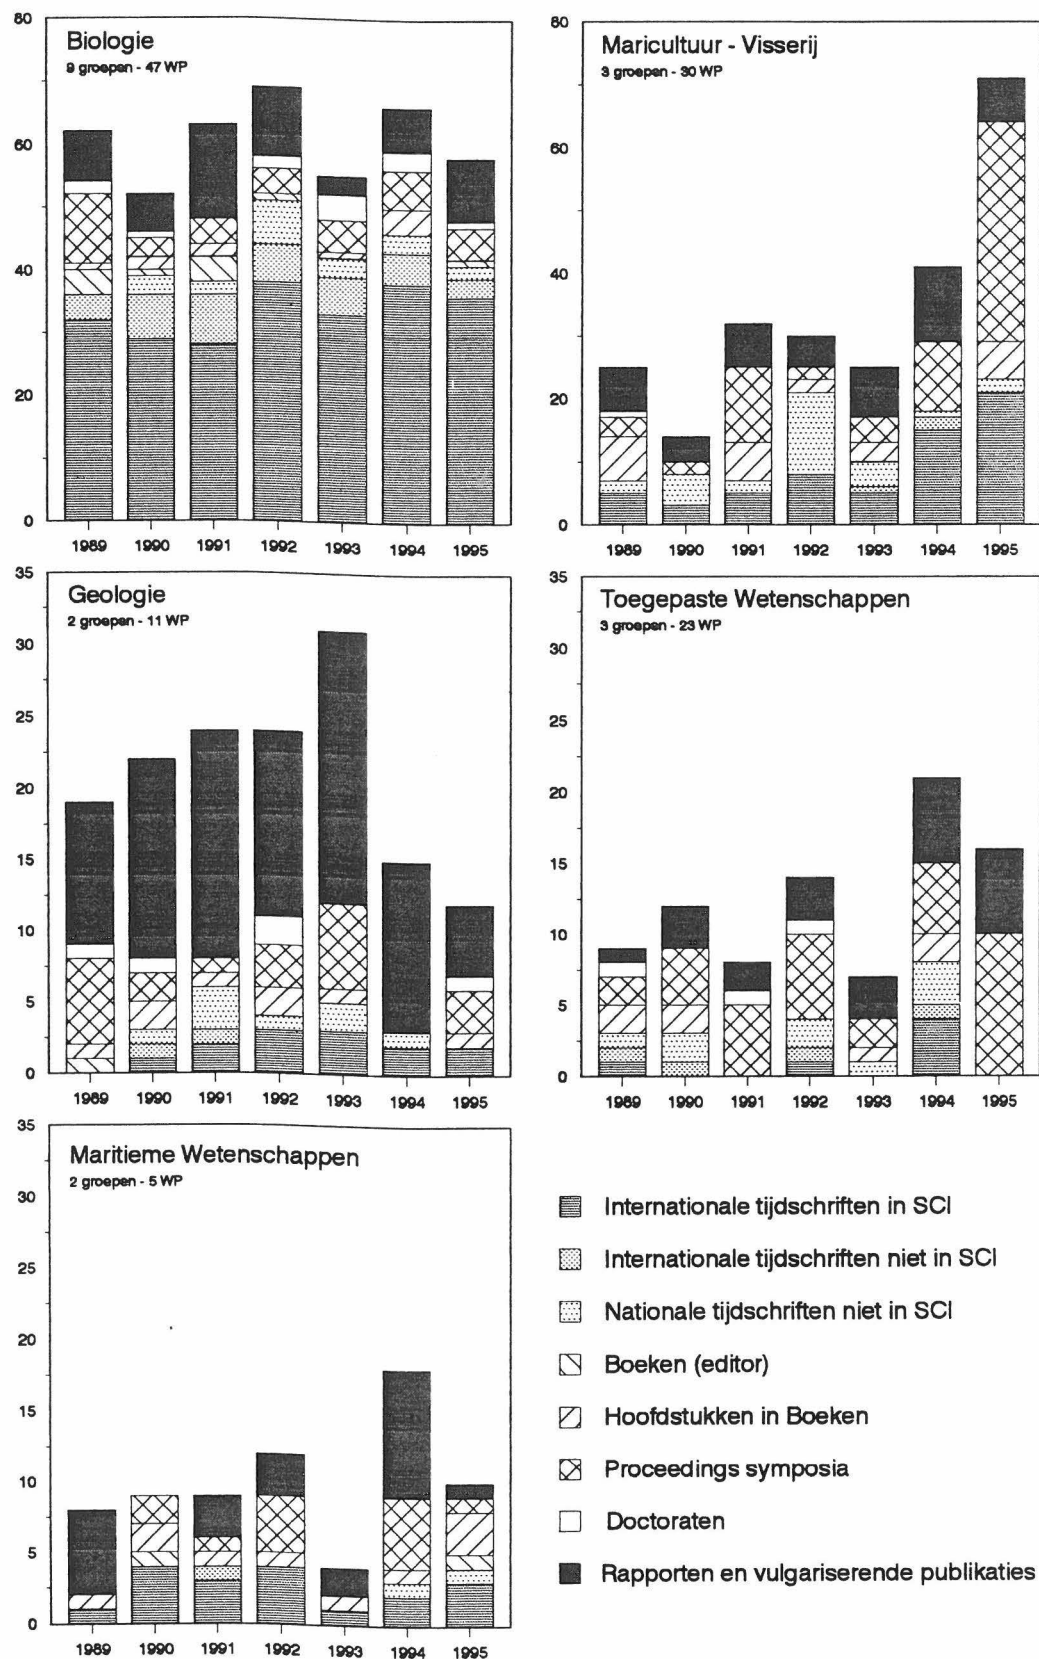 80
60
40
20
0
Biologie
9 groepen - 47 WP
1989 1990 1991 1992 1993 1994 1995
80
60
40
20
0
Maricultuur - Visserij
3 groepen - 30 WP
1989 1990 1991 1992 1993 1994 1995
35
30
25
20
15
10
5
0
Geologie
2 groepen - 11 WP
1989 1990 1991 1992 1993 1994 1995
35
30
25
20
15
10
5
0
Toegepaste Wetenschappen
3 groepen - 23 WP
1989 1990 1991 1992 1993 1994 1995
35
30
25
20
15
10
5
0
Maritieme Wetenschappen
2 groepen - 5 WP
1989 1990 1991 1992 1993 1994 1995
Internationale tijdschriften in SCI
Internationale tijdschriften niet in SCI
Nationale tijdschriften niet in SCI
Boeken (editor)
Hoofdstukken in Boeken
Proceedings symposia
Doctoraten
Rapporten en vulgariserende publikaties